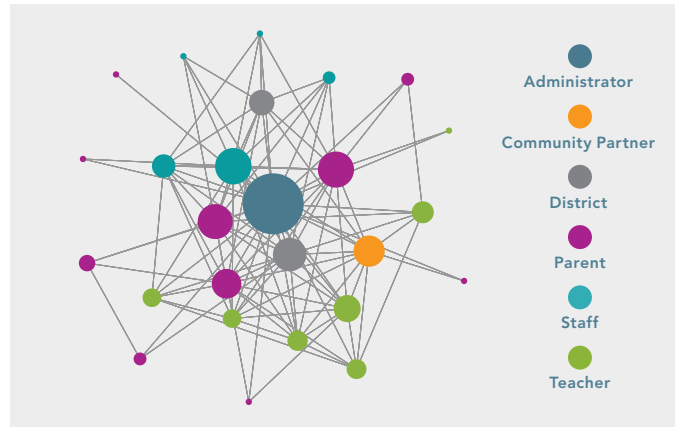 Administrator
Community Partner
District
Parent
Staff
Teacher